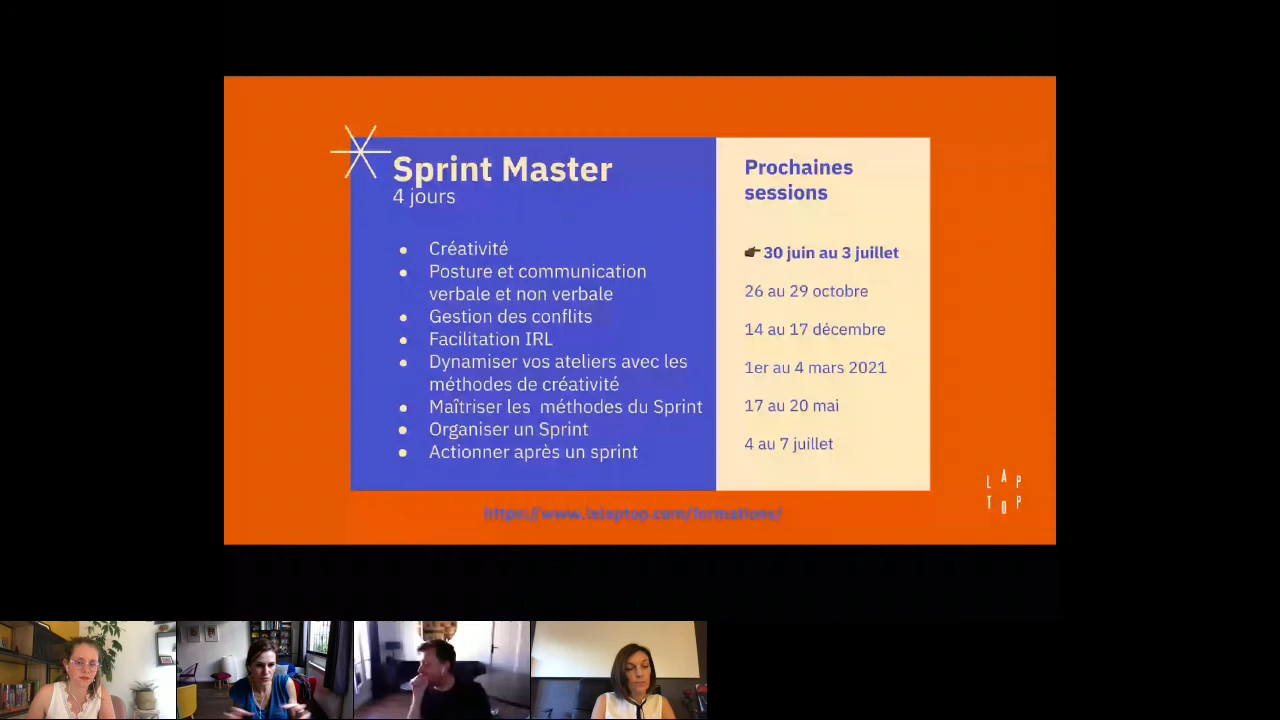 Sprint Master
4 jours
Créativité
Posture et communication
verbale et non verbale
Gestion des conflits
Facilitation IRL
Dynamiser vos ateliers avec les
méthodes de créativité
Maîtriser les méthodes du Sprint
Organiser un Sprint
Actionner après un sprint
Prochaines
sessions
30 juin au 3 juillet
26 au 29 octobre
14 au 17 décembre
1er au 4 mars 2021
17 au 20 mai
4 au 7 juillet
https://www.lelaptop.com/formations/
LAP
TOP